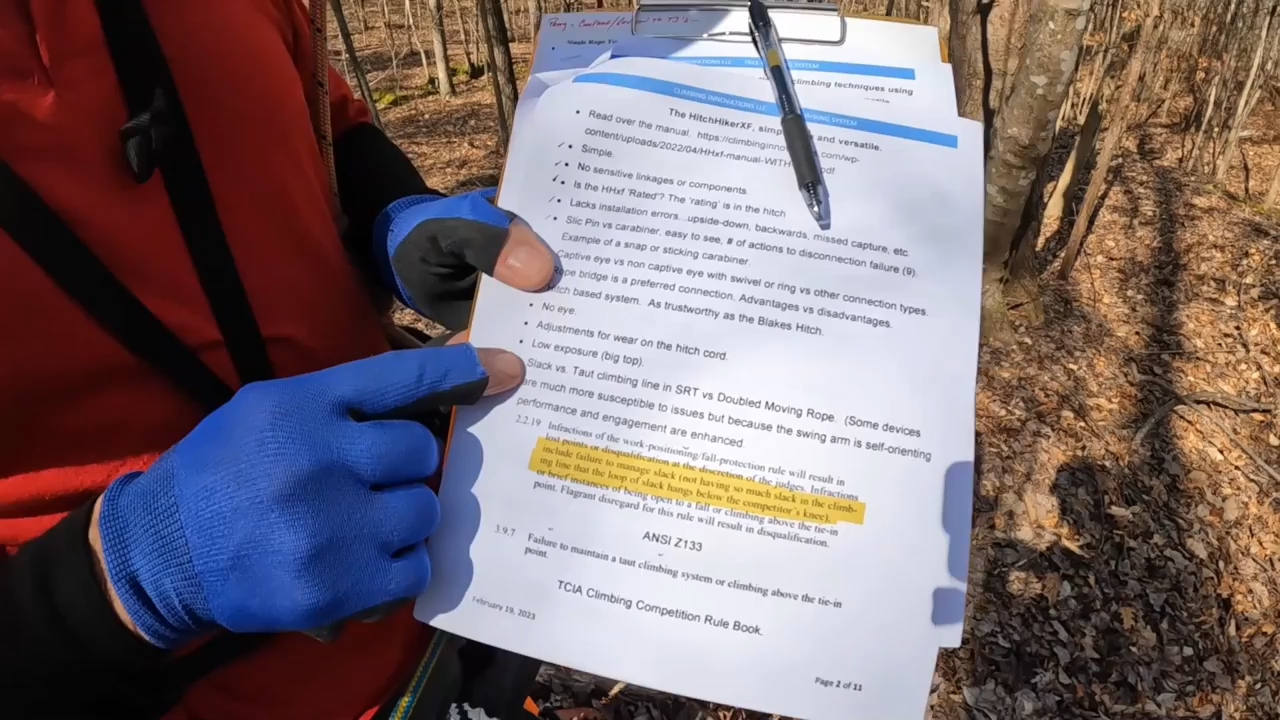 Single Rope
climbing techniques using
CLIMBING INNOVATIONS LLC
The HitchHikerXF, simp and versatile.
• Read over the manual. https://climbinginno .com/wp-
content/uploads/2022/04/HHxf-manual-WITH pdf
• Simple.
• No sensitive linkages or components
• Is the HHxf 'Rated'? The 'rating' is in the hitch
• Lacks installation errors...upside-down, backwards, missed capture, etc.
• Slic Pin vs carabiner, easy to see, # of actions to disconnection failure (9).
Example of a snap or sticking carabiner.
Captive eye vs non captive eye with swivel or ring vs other connection types.
Rope bridge is a preferred connection. Advantages vs disadvantages.
Hitch based system. As trustworthy as the Blakes Hitch.
• No eye.
• Adjustments for wear on the hitch cord.
• Low exposure (big top).
Slack vs. Taut climbing line in SRT vs Doubled Moving Rope. (Some devices
are much more susceptible to issues but because the swing arm is self-orienting
performance and engagement are enhanced.
2.2.19 Infractions of the work-positioning/fall-protection rule will result in
lost points or disqualification at the discretion of the judges. Infractions
include failure to manage slack (not having so much slack in the climb-
ing line that the loop of slack hangs below the competitor's knee),
or brief instances of being open to a fall or climbing above the tie-in
point. Flagrant disregard for this rule will result in disqualification.
ANSI Z133
3.9.7 Failure to maintain a taut climbing system or climbing above the tie-in
point.
TCIA Climbing Competition Rule Book.
February 19, 2023
Page 2 of 11